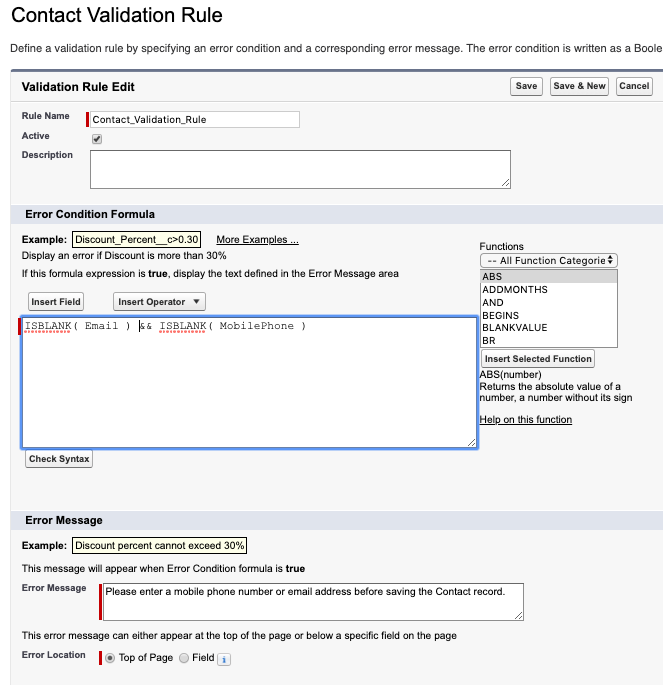 Contact Validation Rule
Define a validation rule by specifying an error condition and a corresponding error message. The error condition is written as a Boole
Validation Rule Edit
Save
Save & New
Cancel
Rule Name
Contact_Validation_Rule
Active
Description
Error Condition Formula
Example:
Discount_Percent__c>0.30
More Examples ...
Display an error if Discount is more than 30%
If this formula expression is true, display the text defined in the Error Message area
Insert Field
Insert Operator
ISBLANK( Email ) && ISBLANK( MobilePhone )
Check Syntax
Functions
-- All Function Categorie
ABS
ADDMONTHS
AND
BEGINS
BLANKVALUE
BR
Insert Selected Function
ABS(number)
Returns the absolute value of a
number, a number without its sign
Help on this function
Error Message
Example:
Discount percent cannot exceed 30%
This message will appear when Error Condition formula is true
Error Message
Please enter a mobile phone number or email address before saving the Contact record.
This error message can either appear at the top of the page or below a specific field on the page
Error Location
Top of Page
Field
i